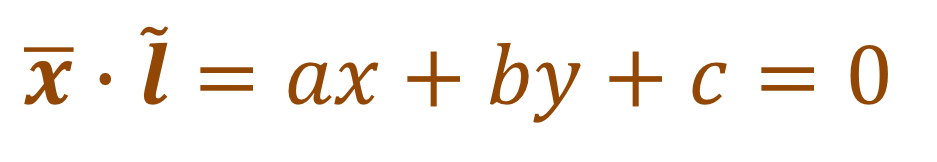 x̅ · l̃ = ax + by + c = 0